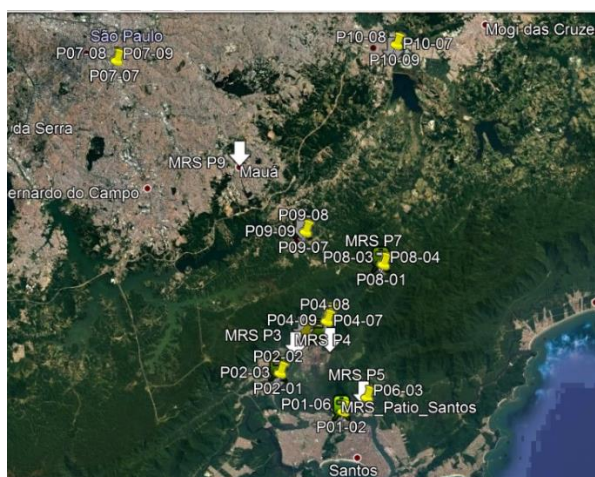 São Paulo
P07-08 P07-09
P07-07
P10-08 P10-07
P10-09
Mogi das Cruze
da Serra
MRS P9
Mauá
ernardo do Campo
P09-08
P09-09
P09-07
MRS P7
P08-03 P08-04
P08-01
P04-08
P04-09 P04-07
MRS P3 MRS P4
P02-02
P02-03
P02-01
MRS P5
P06-03
P01-06 MRS_Patio_Santos
P01-02
Santos